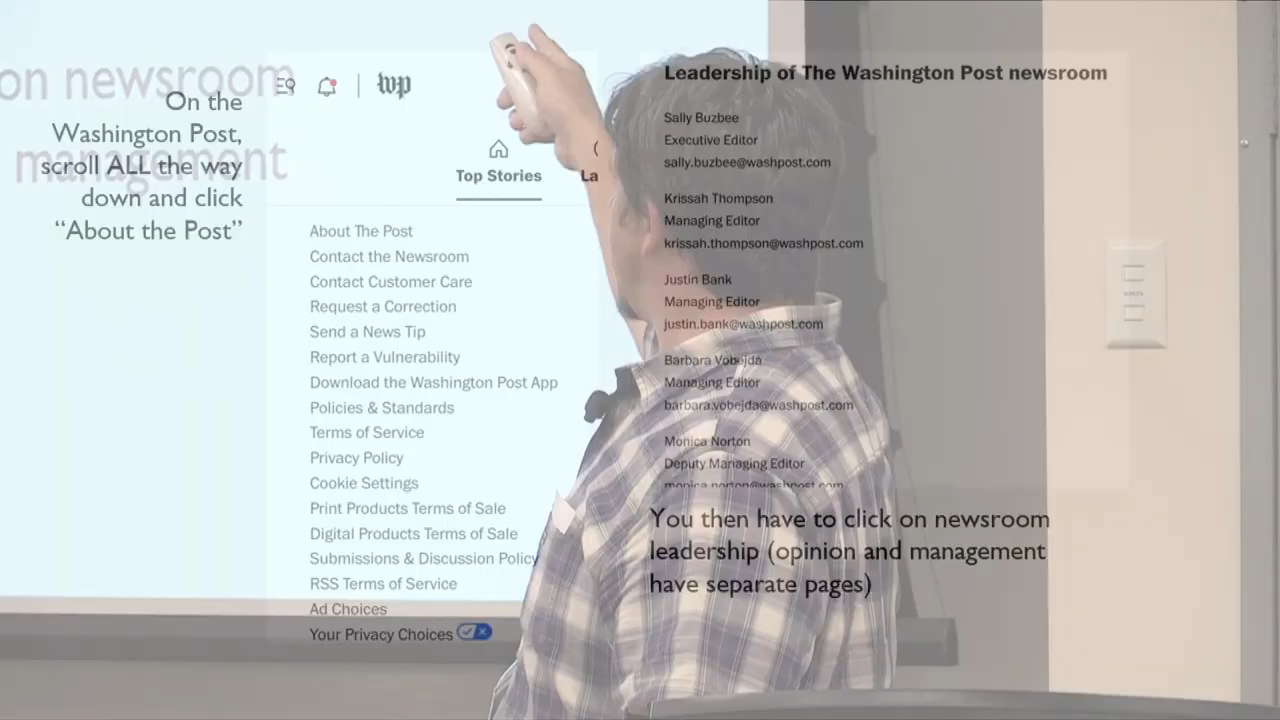 on newsroom
management
On the
Washington Post,
scroll ALL the way
down and click
“About the Post”
wp
Top Stories
La
About The Post
Contact the Newsroom
Contact Customer Care
Request a Correction
Send a News Tip
Report a Vulnerability
Download the Washington Post App
Policies & Standards
Terms of Service
Privacy Policy
Cookie Settings
Print Products Terms of Sale
Digital Products Terms of Sale
Submissions & Discussion Policy
RSS Terms of Service
Ad Choices
Your Privacy Choices
Leadership of The Washington Post newsroom
Sally Buzbee
Executive Editor
sally.buzbee@washpost.com
Krissah Thompson
Managing Editor
krissah.thompson@washpost.com
Justin Bank
Managing Editor
justin.bank@washpost.com
Barbara Vobejda
Managing Editor
barbara.vobejda@washpost.com
Monica Norton
Deputy Managing Editor
monica.norton@washpost.com
You then have to click on newsroom
leadership (opinion and management
have separate pages)